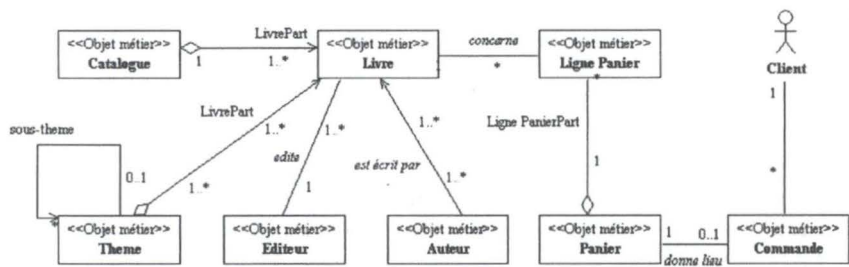 LivrePart
<<Objet métier>>
Catalogue
1
1..*
<<Objet métier>>
Livre
concerne
*
<<Objet métier>>
Ligne Panier
*
Client
1
LivrePart
1..*
1..*
1..*
Ligne PanierPart
sous-theme
edite
est écrit par
0..1
1..*
1
1..*
1
*
*
<<Objet métier>>
Theme
<<Objet métier>>
Editeur
<<Objet métier>>
Auteur
<<Objet métier>>
Panier
1
0..1
donne lieu
<<Objet métier>>
Commande